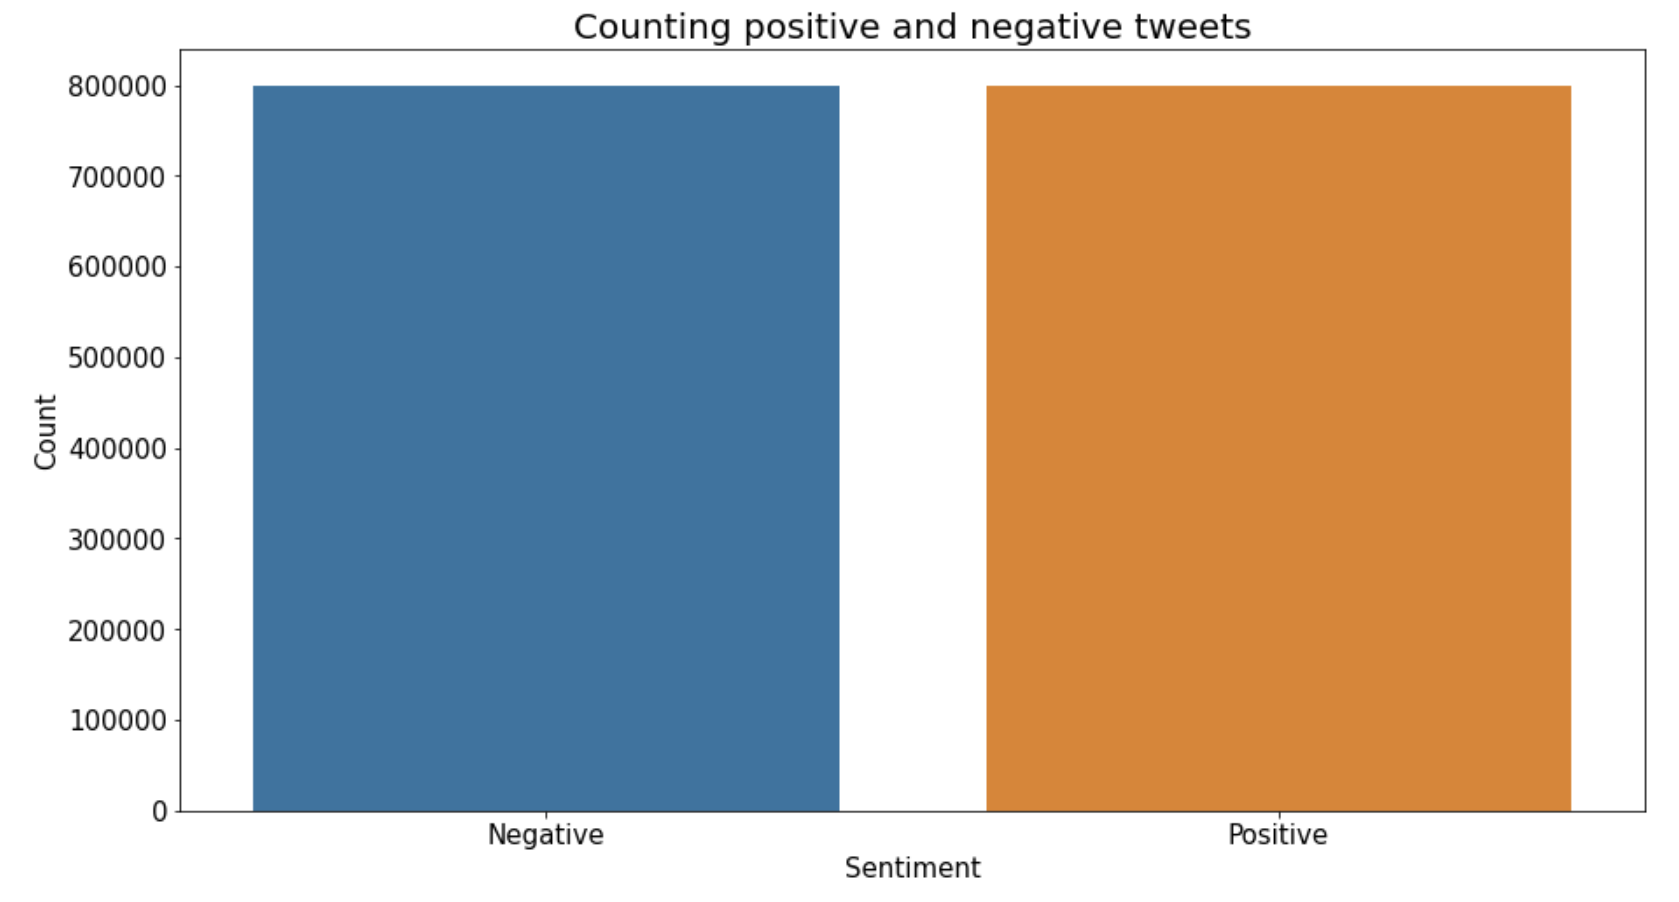 Counting positive and negative tweets
800000
700000
600000
500000
400000
300000
200000
100000
0
Count
Negative
Positive
Sentiment